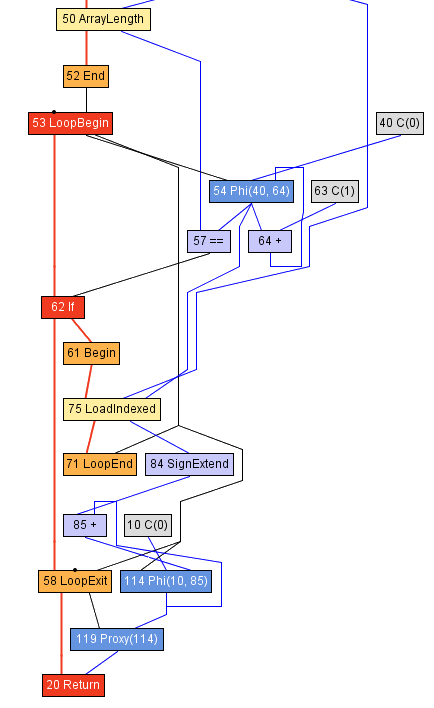 50 ArrayLength
52 End
53 LoopBegin
40 C(0)
54 Phi(40, 64)
63 C(1)
57 ==
64 +
62 If
61 Begin
75 LoadIndexed
71 LoopEnd
84 SignExtend
85 +
10 C(0)
58 LoopExit
114 Phi(10, 85)
119 Proxy(114)
20 Return